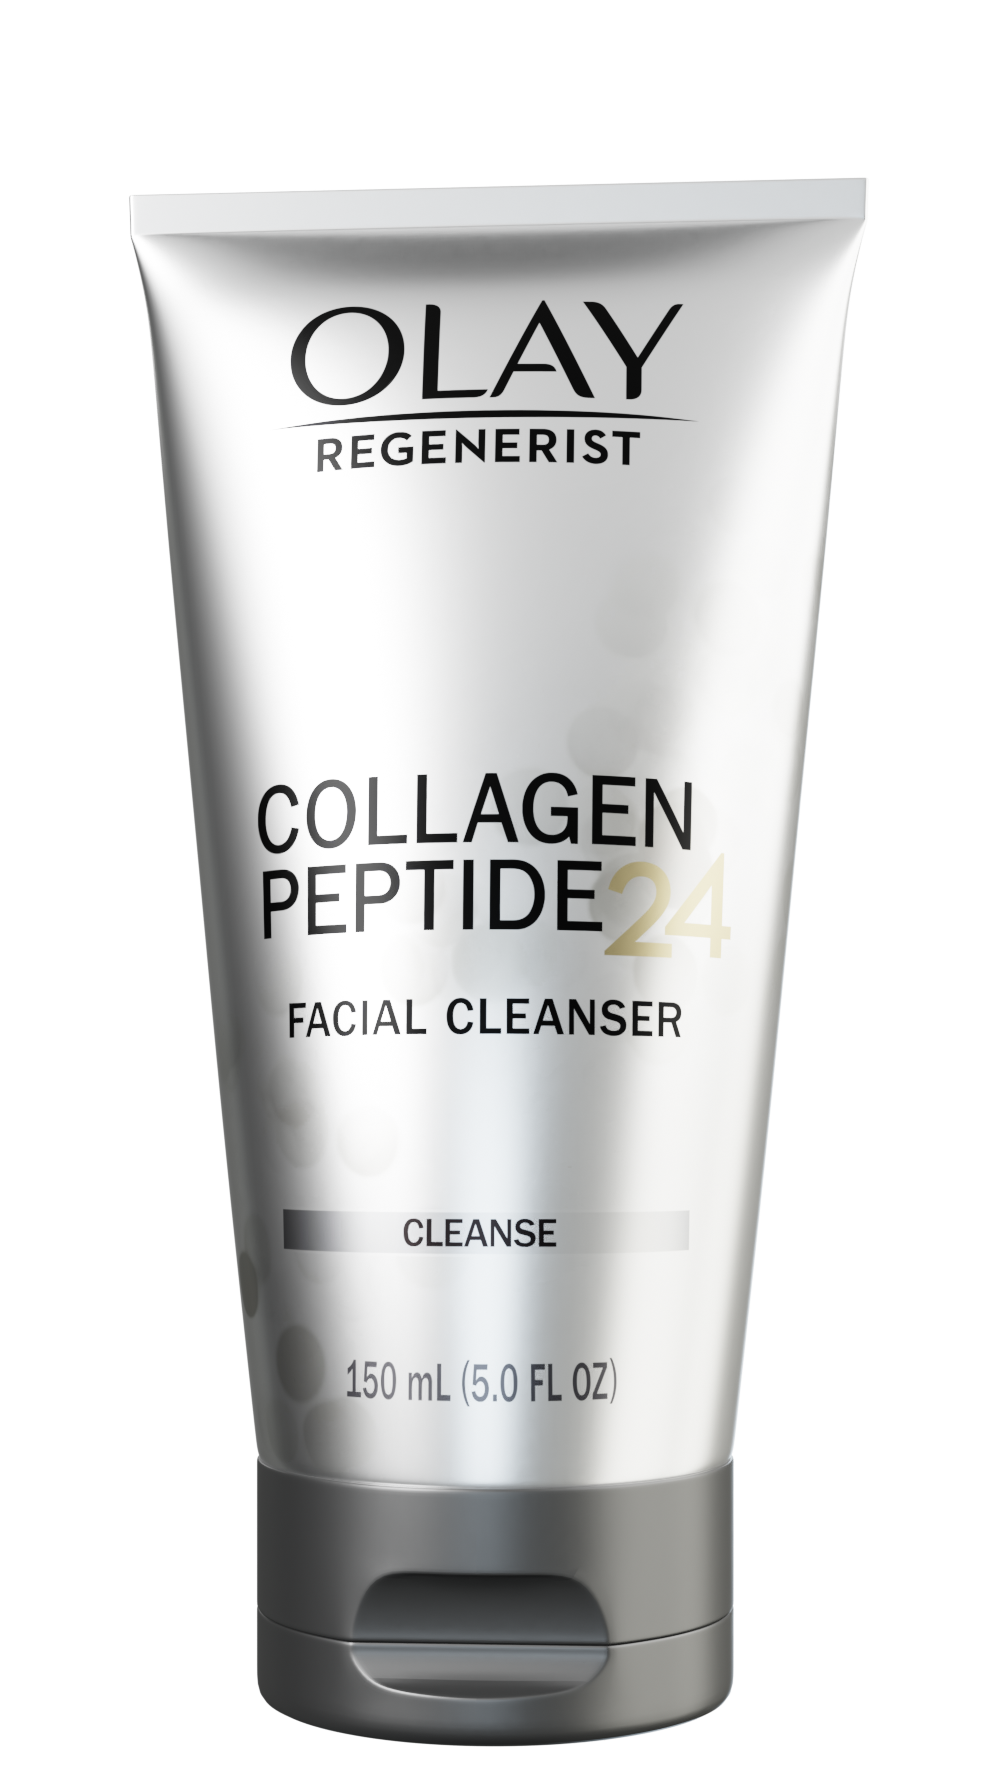 OLAY
REGENERIST
COLLAGEN
PEPTIDE24
FACIAL CLEANSER
CLEANSE
150 mL (5.0 FL OZ)